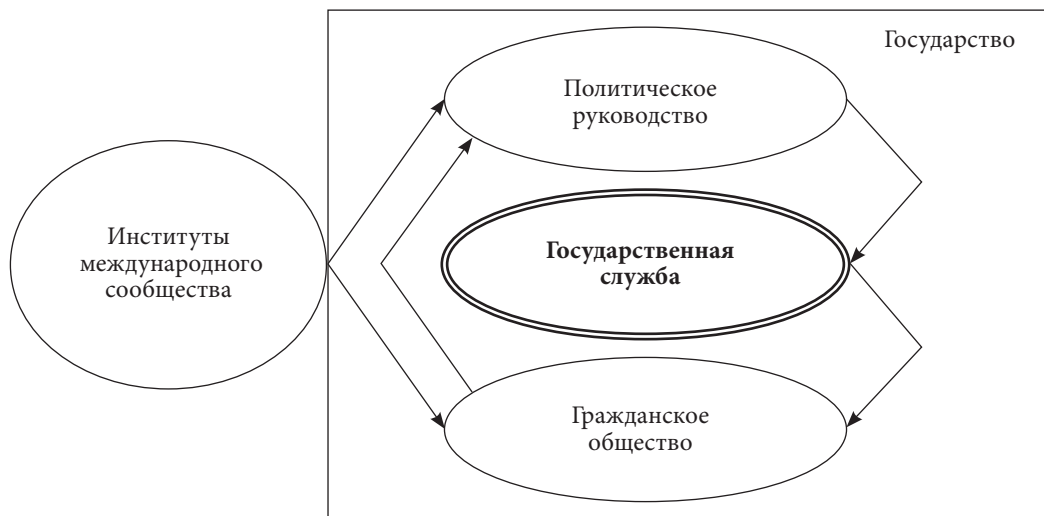 Государство
Политическое
руководство
Институты
международного
сообщества
Государственная
служба
Гражданское
общество